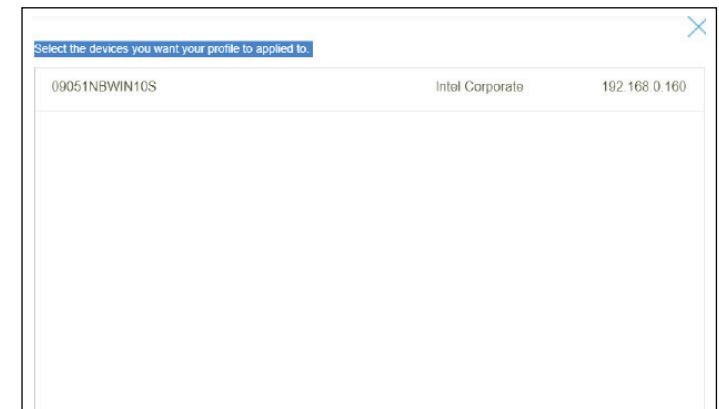 Select the devices you want your profile to applied to.
09051NBWIN10S Intel Corporate 192.168.0.160